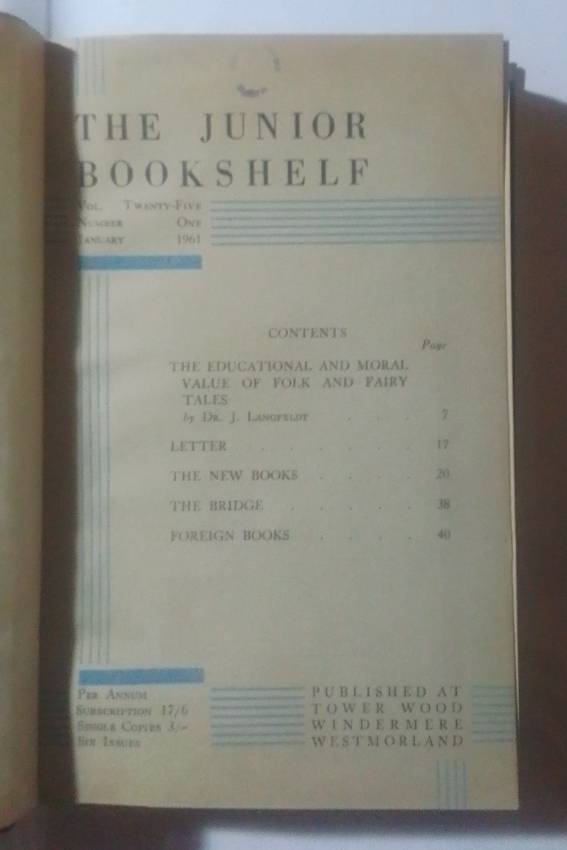 THE JUNIOR
BOOKSHELF
VOL. TWENTY-FIVE
NUMBER ONE
JANUARY 1961
CONTENTS
Page
THE EDUCATIONAL AND MORAL
VALUE OF FOLK AND FAIRY
TALES
by DR. J. LANGFELDT . . . 7
LETTER . . . . . . 17
THE NEW BOOKS . . . . 20
THE BRIDGE . . . . . 38
FOREIGN BOOKS . . . . 40
PER ANNUM
SUBSCRIPTION 17/6
SINGLE COPIES 3/-
SIX ISSUES
PUBLISHED AT
TOWER WOOD
WINDERMERE
WESTMORLAND